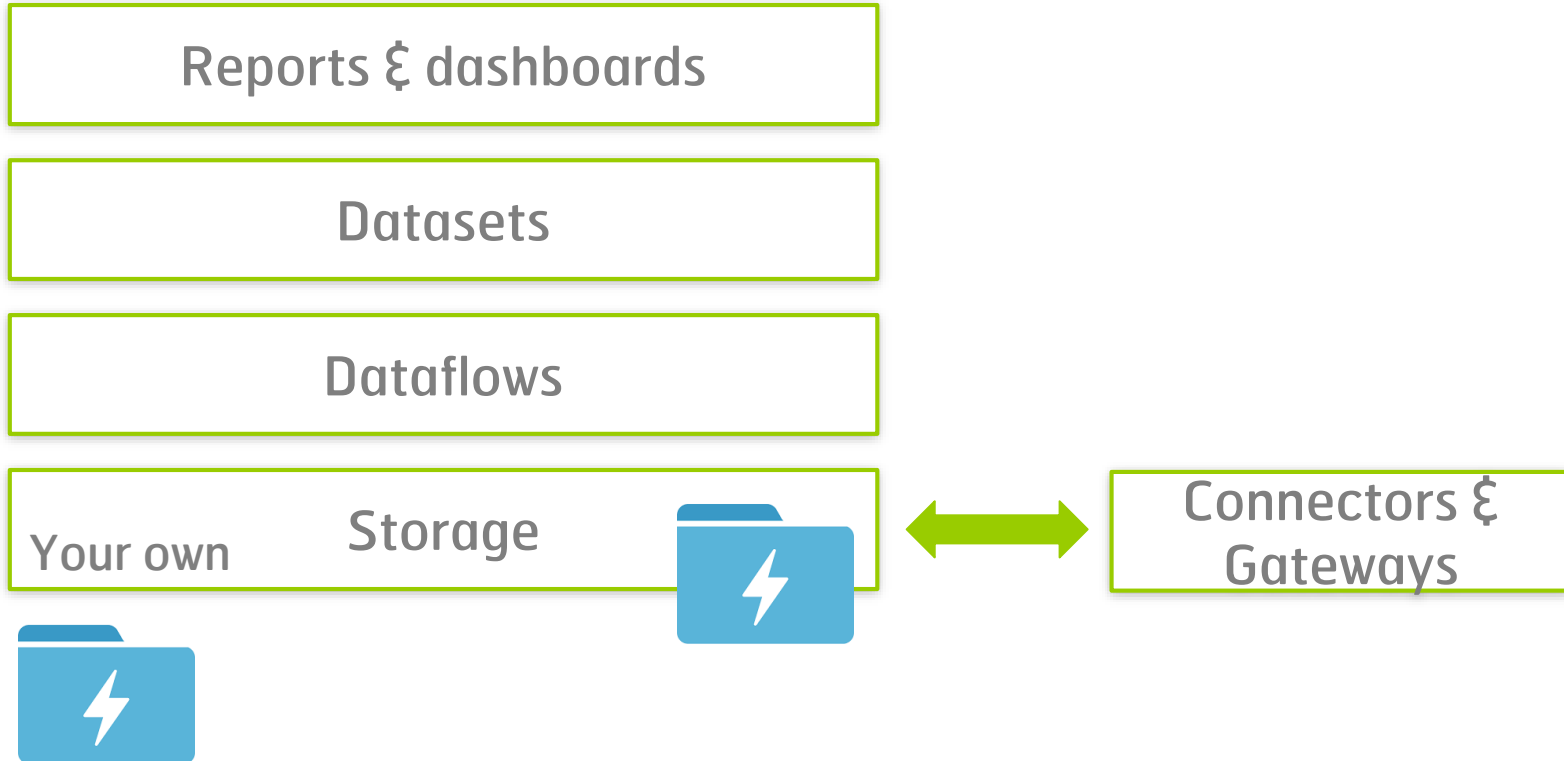 Reports & dashboards
Datasets
Dataflows
Storage
Your own
Connectors &
Gateways